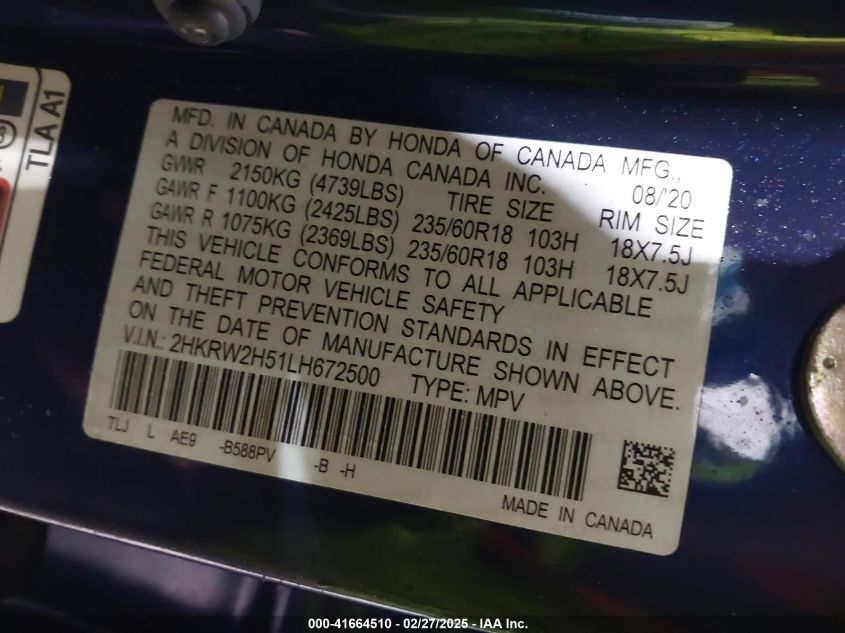 TLA A1
MFD. IN CANADA BY HONDA OF CANADA MFG.,
A DIVISION OF HONDA CANADA INC. 08/'20
GVWR 2150KG (4739LBS) TIRE SIZE RIM SIZE
GAWR F 1100KG (2425LBS) 235/60R18 103H 18X7.5J
GAWR R 1075KG (2369LBS) 235/60R18 103H 18X7.5J
THIS VEHICLE CONFORMS TO ALL APPLICABLE
FEDERAL MOTOR VEHICLE SAFETY
AND THEFT PREVENTION STANDARDS IN EFFECT
ON THE DATE OF MANUFACTURE SHOWN ABOVE.
V.I.N.: 2HKRW2H51LH672500 TYPE: MPV
TLJ L AE9 -B588PV -B -H
MADE IN CANADA
000-41664510 - 02/27/2025 - IAA Inc.